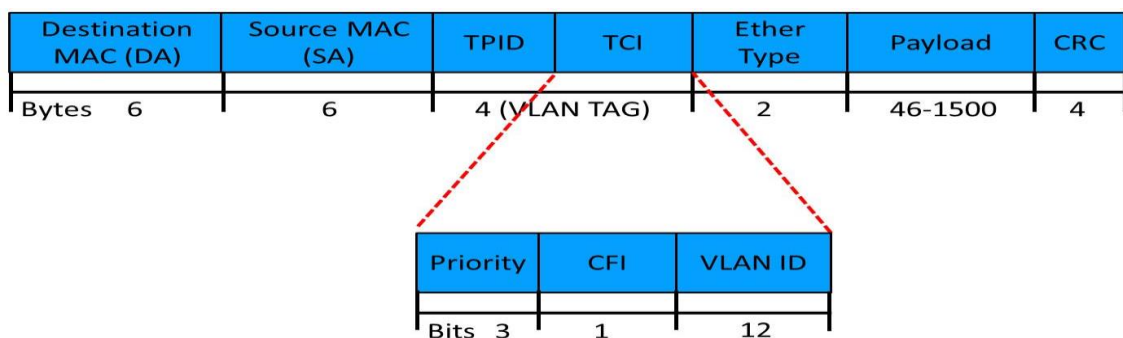 Destination
MAC (DA)
Source MAC
(SA)
TPID
TCI
Ether
Type
Payload
CRC
Bytes 6
6
4 (VLAN TAG)
2
46-1500
4
Priority
CFI
VLAN ID
Bits 3
1
12